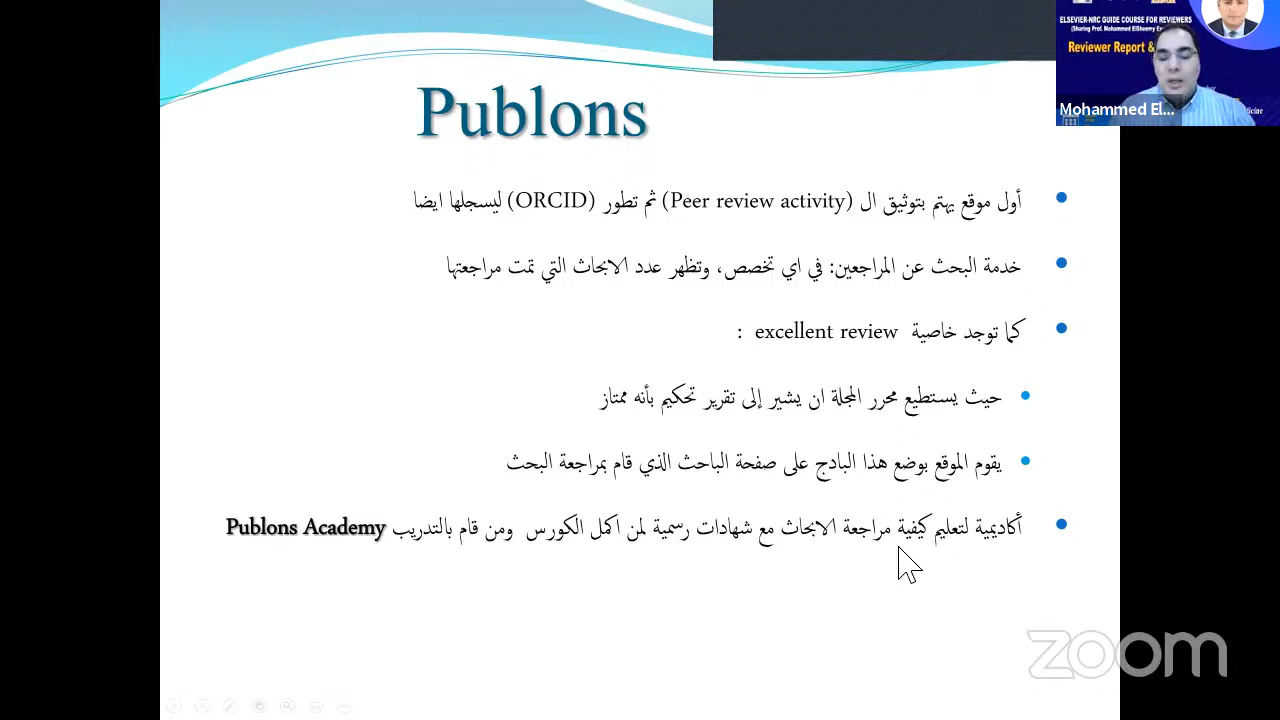 ELSEVIER-NRC GUIDE COURSE FOR REVIEWERS
Reviewer Report &
Mohammed El...
Publons
أول موقع يهتم بتوثيق ال (Peer review activity) ثم تطور (ORCID) ليسجلها ايضا
خدمة البحث عن المراجعين: في اي تخصص، وتظهر عدد الابحاث التي تمت مراجعتها
كما توجد خاصية excellent review :
حيث يستطيع محرر المجلة ان يشير إلى تقرير تحكيم بأنه ممتاز
يقوم الموقع بوضع هذا البادج على صفحة الباحث الذي قام بمراجعة البحث
أكاديمية لتعليم كيفية مراجعة الابحاث مع شهادات رسمية لمن اكمل الكورس ومن قام بالتدريب Publons Academy
zoom